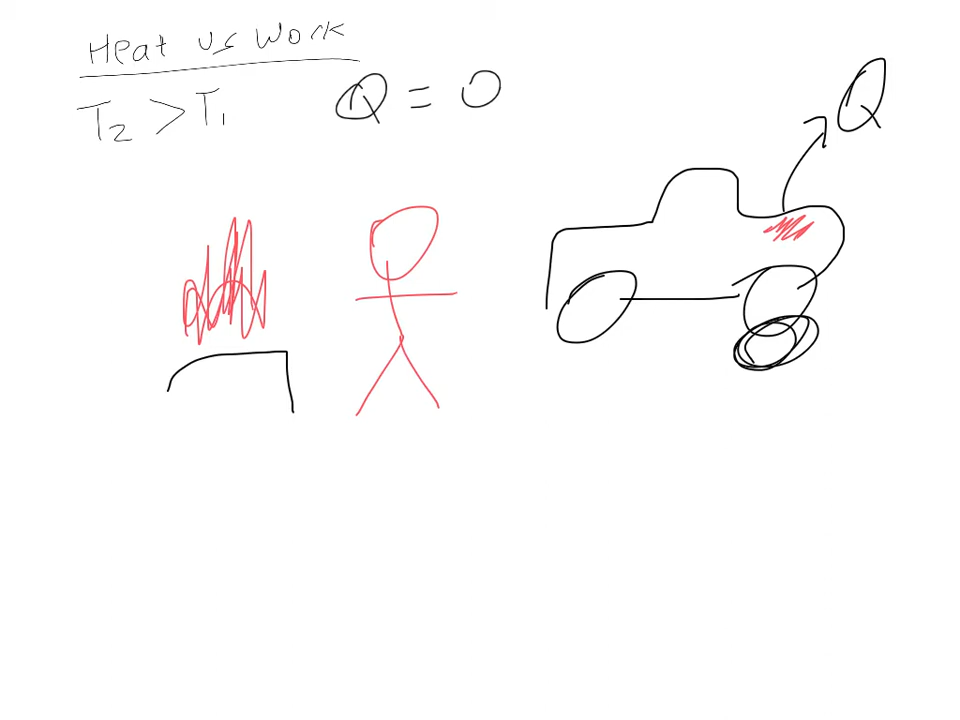 Heat vs Work
T₂ > T₁ Q = 0
Q